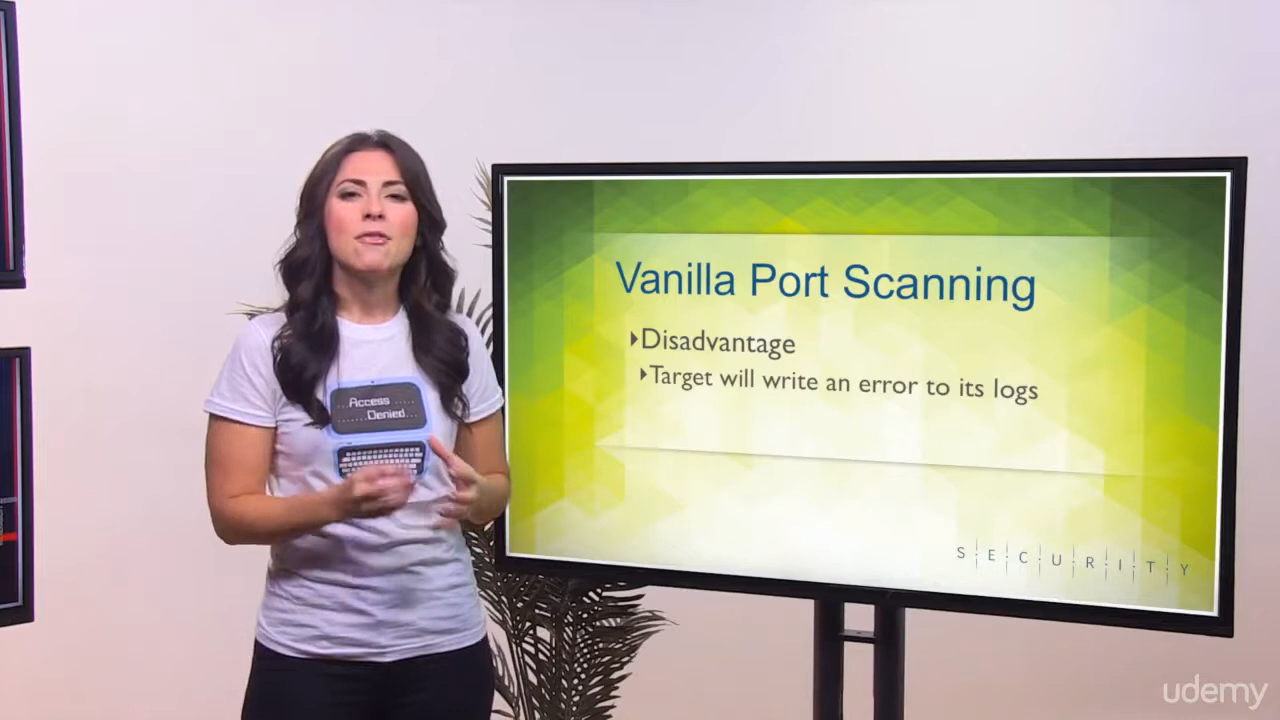 Vanilla Port Scanning
Disadvantage
Target will write an error to its logs
SECURITY
...Access.....
.......Denied...
udemy